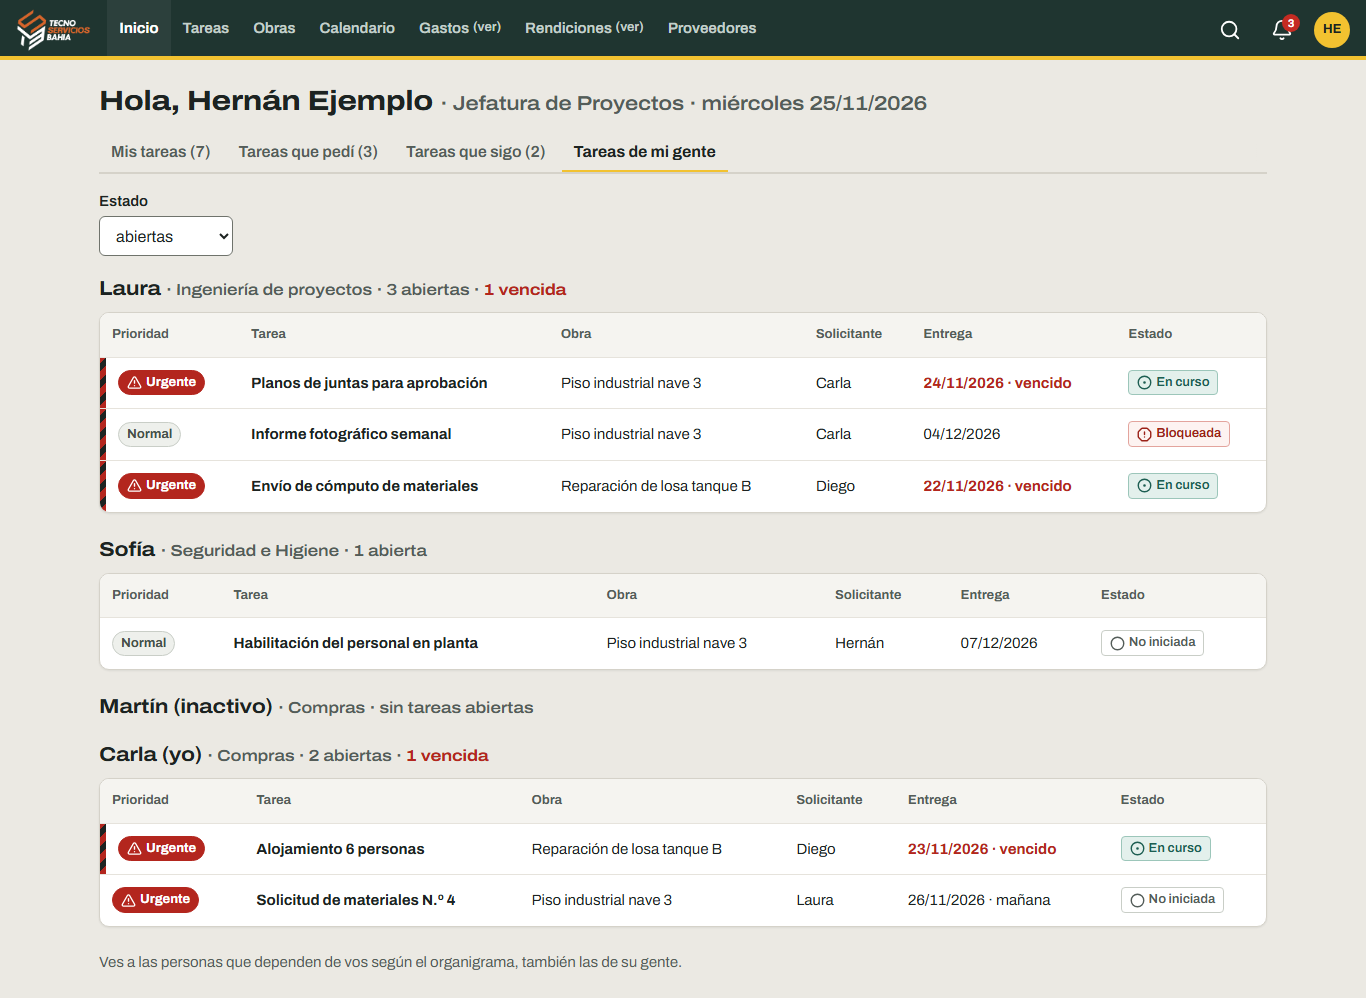 TECNO SERVICIOS BAHIA
Inicio Tareas Obras Calendario Gastos (ver) Rendiciones (ver) Proveedores 3 HE
Hola, Hernán Ejemplo · Jefatura de Proyectos · miércoles 25/11/2026
Mis tareas (7) Tareas que pedí (3) Tareas que sigo (2) Tareas de mi gente
Estado
abiertas
Laura · Ingeniería de proyectos · 3 abiertas · 1 vencida
Prioridad Tarea Obra Solicitante Entrega Estado
Urgente Planos de juntas para aprobación Piso industrial nave 3 Carla 24/11/2026 · vencido En curso
Normal Informe fotográfico semanal Piso industrial nave 3 Carla 04/12/2026 Bloqueada
Urgente Envío de cómputo de materiales Reparación de losa tanque B Diego 22/11/2026 · vencido En curso
Sofía · Seguridad e Higiene · 1 abierta
Prioridad Tarea Obra Solicitante Entrega Estado
Normal Habilitación del personal en planta Piso industrial nave 3 Hernán 07/12/2026 No iniciada
Martín (inactivo) · Compras · sin tareas abiertas
Carla (yo) · Compras · 2 abiertas · 1 vencida
Prioridad Tarea Obra Solicitante Entrega Estado
Urgente Alojamiento 6 personas Reparación de losa tanque B Diego 23/11/2026 · vencido En curso
Urgente Solicitud de materiales N.º 4 Piso industrial nave 3 Laura 26/11/2026 · mañana No iniciada
Ves a las personas que dependen de vos según el organigrama, también las de su gente.